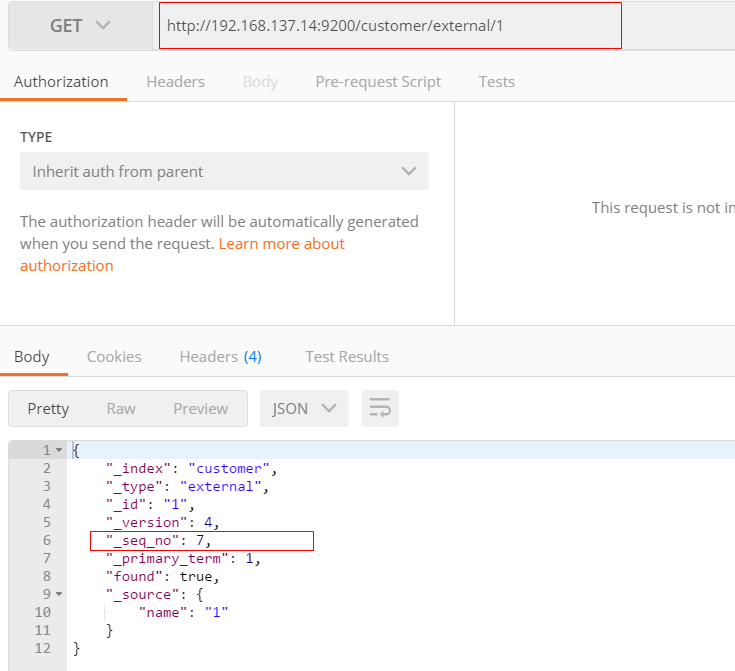 GET http://192.168.137.14:9200/customer/external/1
Authorization Headers Body Pre-request Script Tests
TYPE
Inherit auth from parent
The authorization header will be automatically generated
when you send the request. Learn more about
authorization
This request is not in
Body Cookies Headers (4) Test Results
Pretty Raw Preview JSON
1 {
2 "_index": "customer",
3 "_type": "external",
4 "_id": "1",
5 "_version": 4,
6 "_seq_no": 7,
7 "_primary_term": 1,
8 "found": true,
9 "_source": {
10 "name": "1"
11 }
12 }